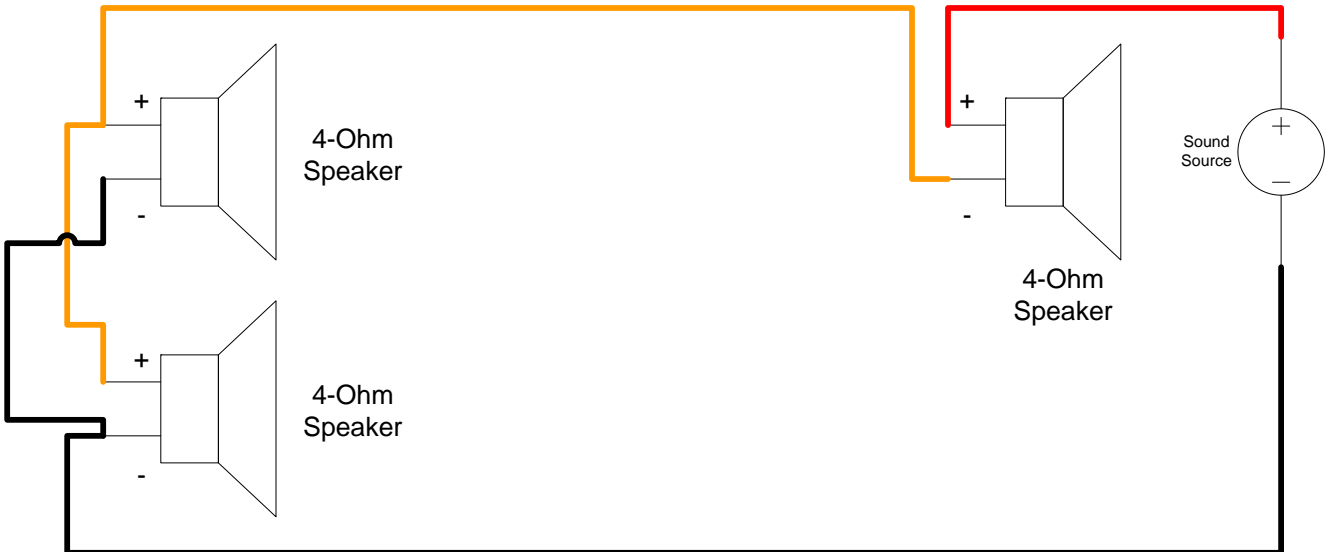 +
4-Ohm
Speaker
-
+
4-Ohm
Speaker
-
+
-
4-Ohm
Speaker
Sound
Source
+
—